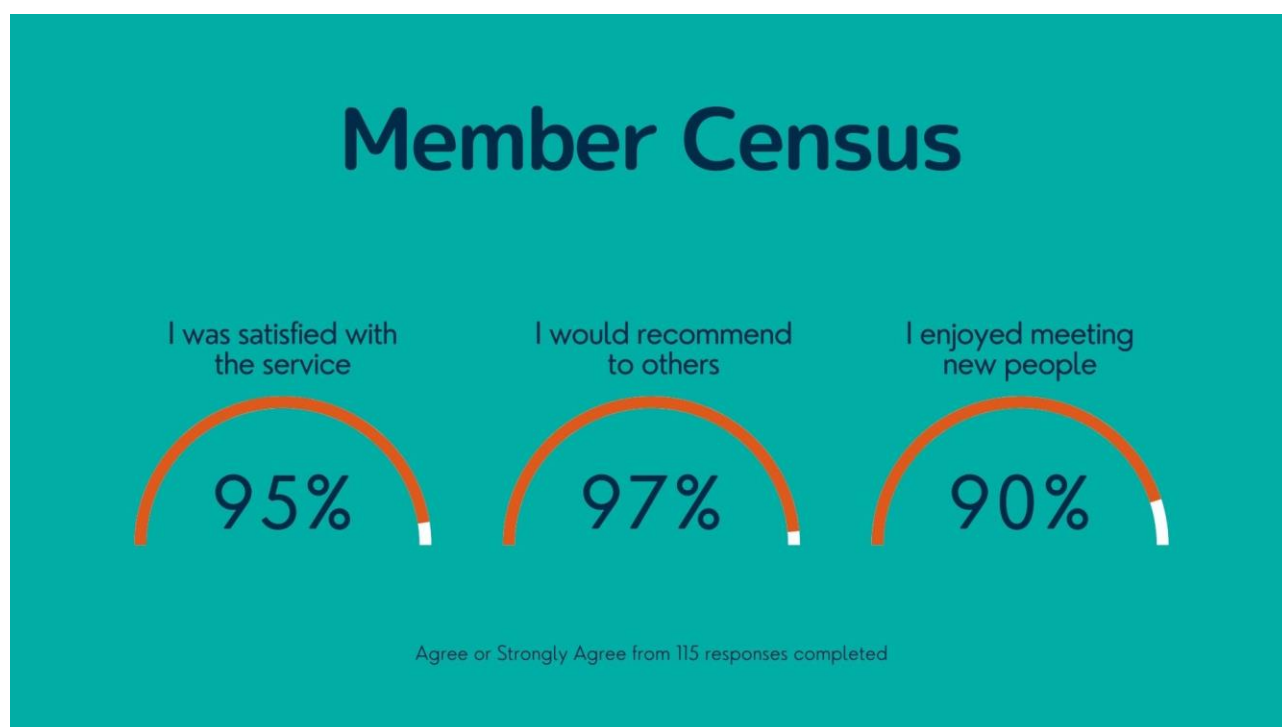 Member Census
I was satisfied with
the service
95%
I would recommend
to others
97%
I enjoyed meeting
new people
90%
Agree or Strongly Agree from 115 responses completed